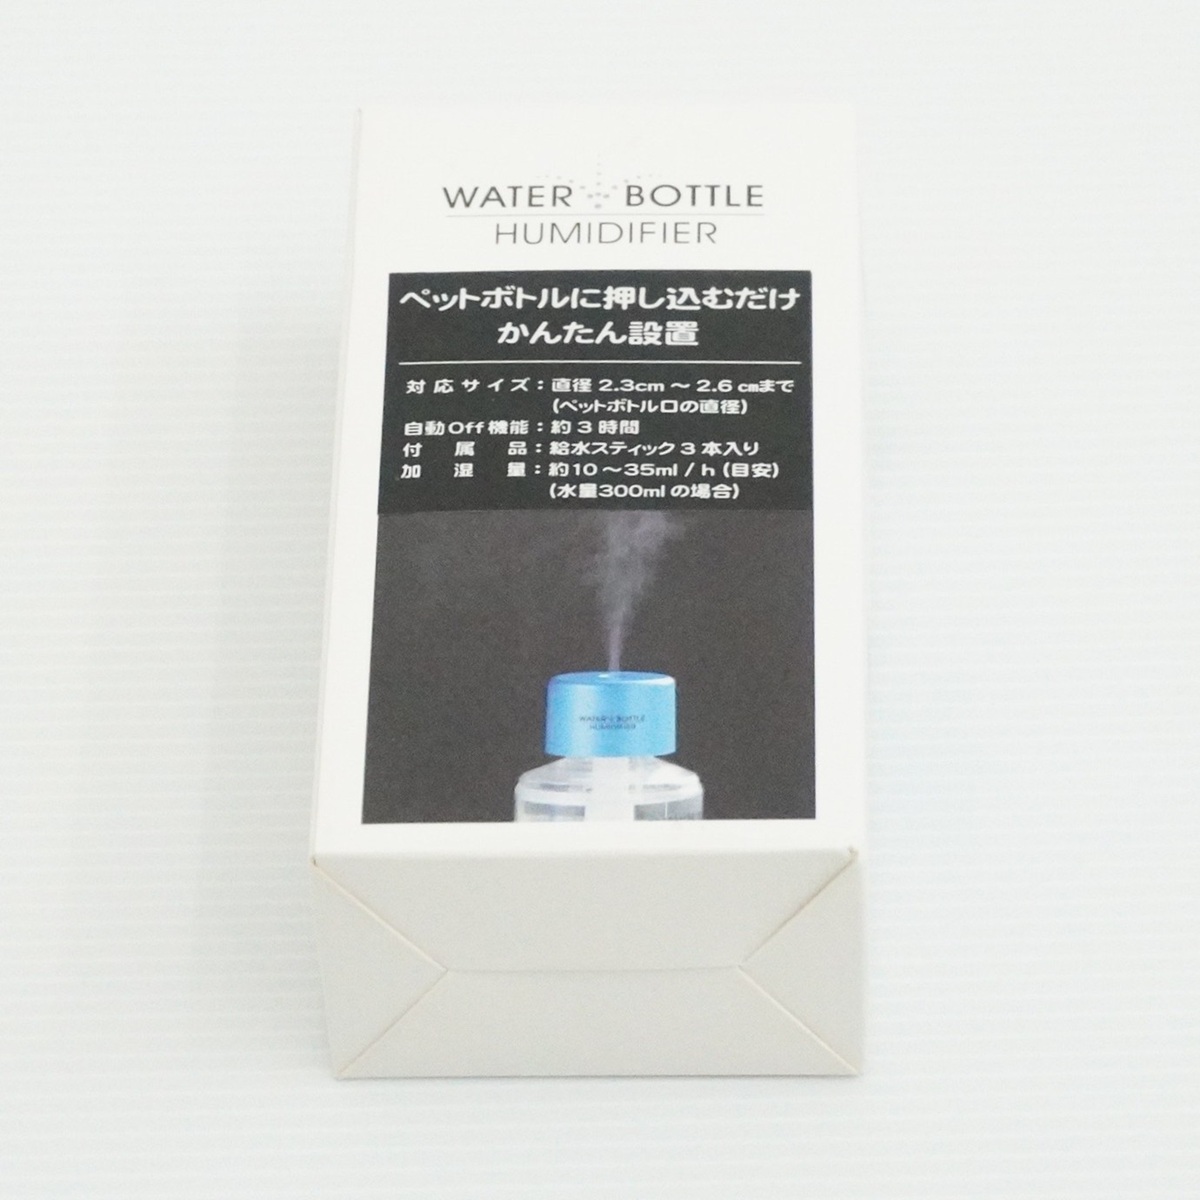 WATER BOTTLE
HUMIDIFIER
ペットボトルに押し込むだけ
かんたん設置
対応サイズ：直径 2.3cm ～ 2.6 ㎝まで
(ペットボトル口の直径)
自動Off機能：約 3 時間
付属品：給水スティック 3 本入り
加湿量：約10 ～35ml / h (目安)
(水量300ml の場合)
WATER BOTTLE
HUMIDIFIER